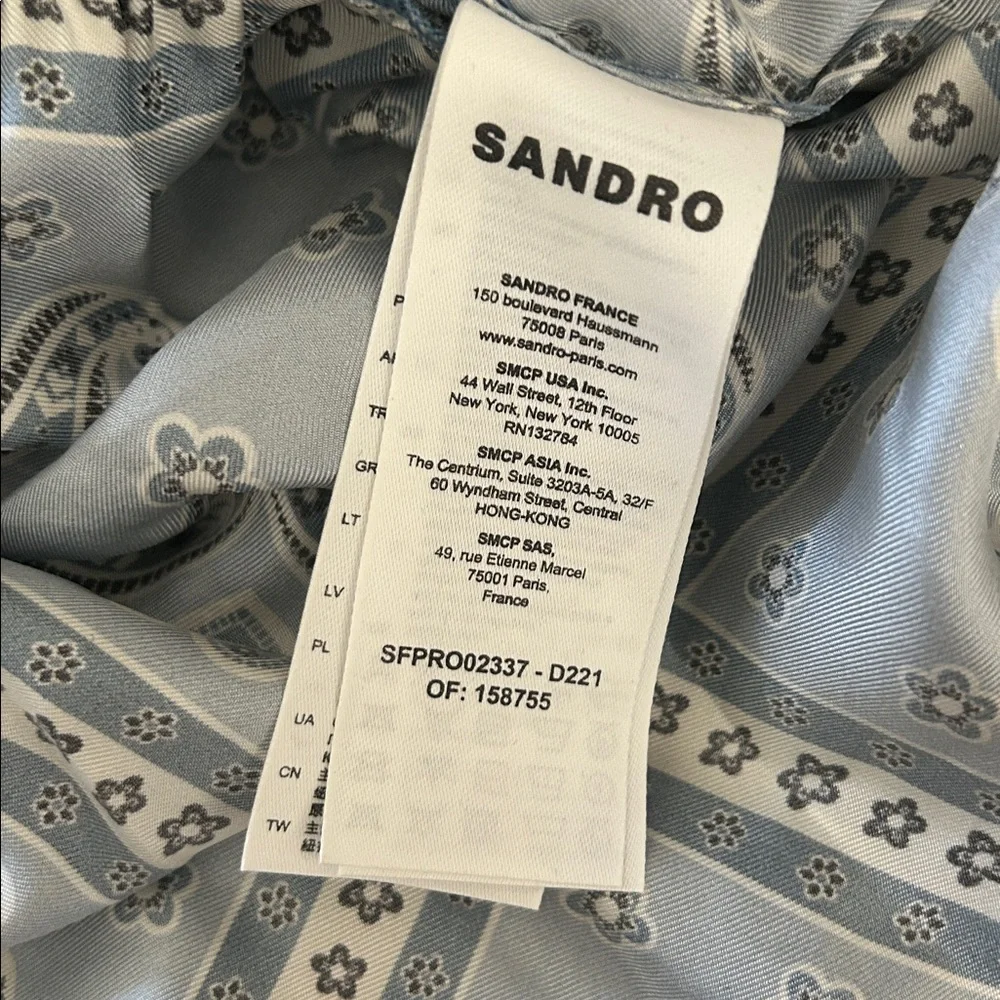 SANDRO
SANDRO FRANCE
150 boulevard Haussmann
75008 Paris
www.sandro-paris.com
SMCP USA Inc.
44 Wall Street, 12th Floor
New York, New York 10005
RN132784
SMCP ASIA Inc.
The Centrium, Suite 3203A-5A, 32/F
60 Wyndham Street, Central
HONG-KONG
SMCP SAS,
49, rue Etienne Marcel
75001 Paris,
France
SFPRO02337 - D221
OF: 158755
TR
GR
LT
LV
PL
UA
CN
TW 主